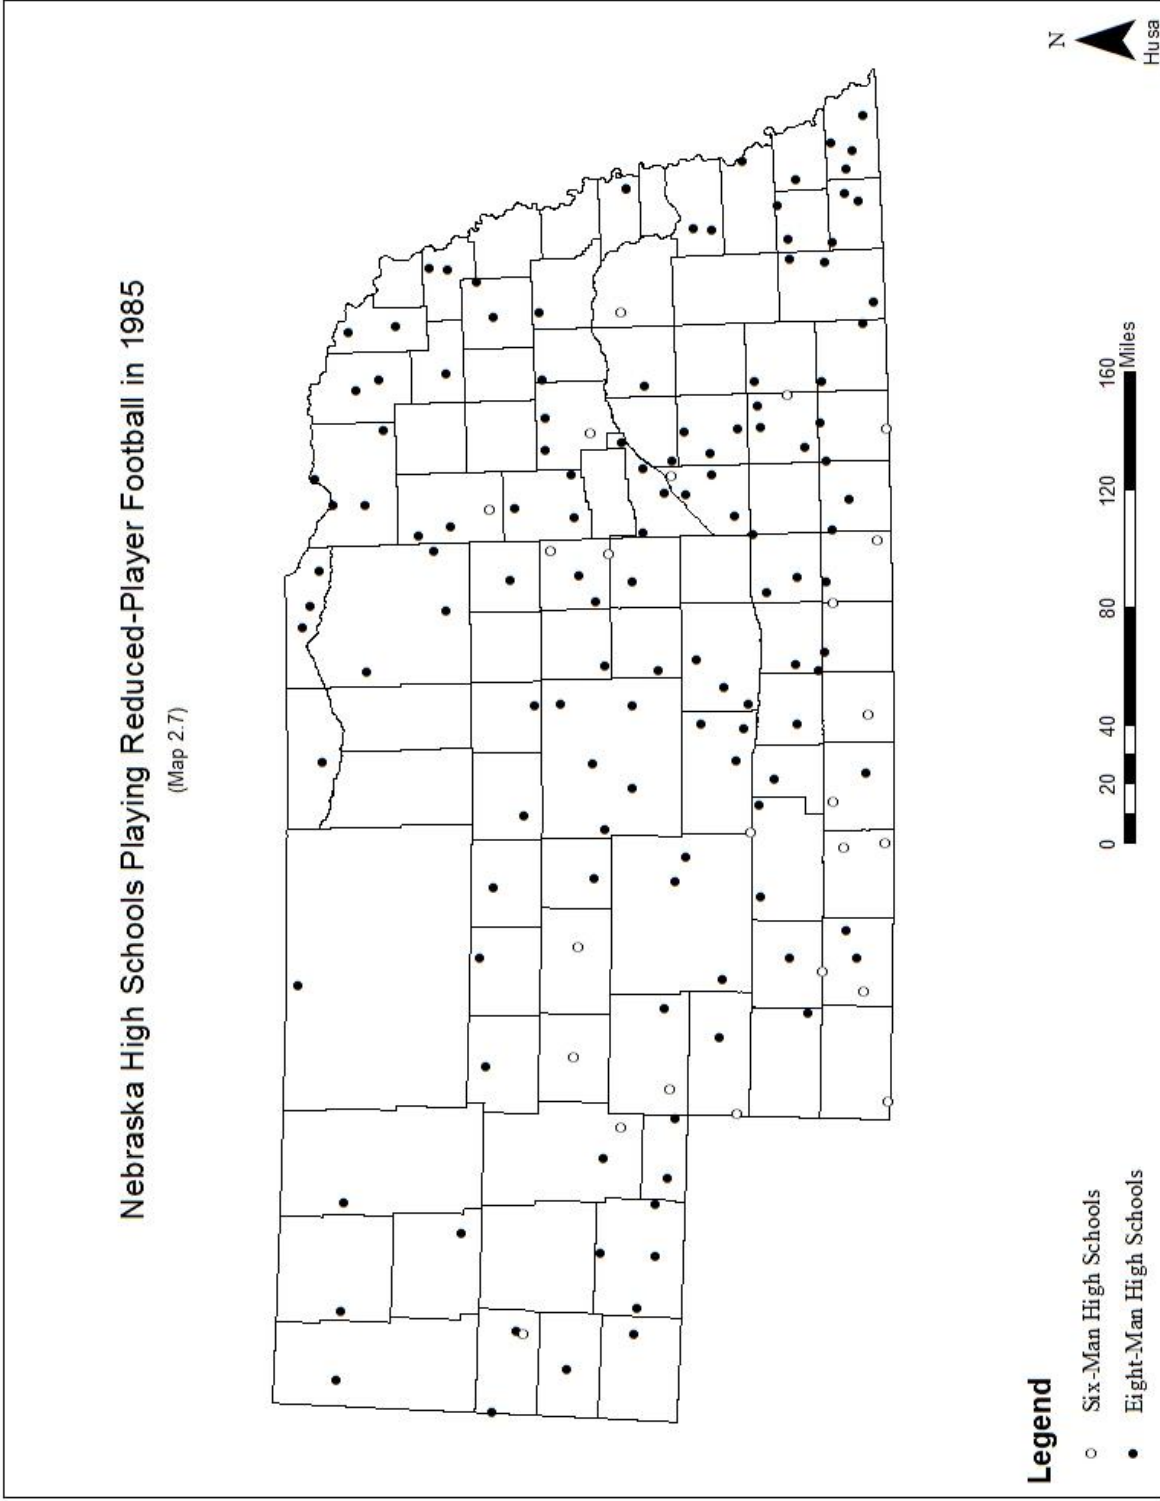 Nebraska High Schools Playing Reduced-Player Football in 1985
(Map 2.7)
Legend
Six-Man High Schools
Eight-Man High Schools
0 20 40 80 120 160
Miles
N
Husa